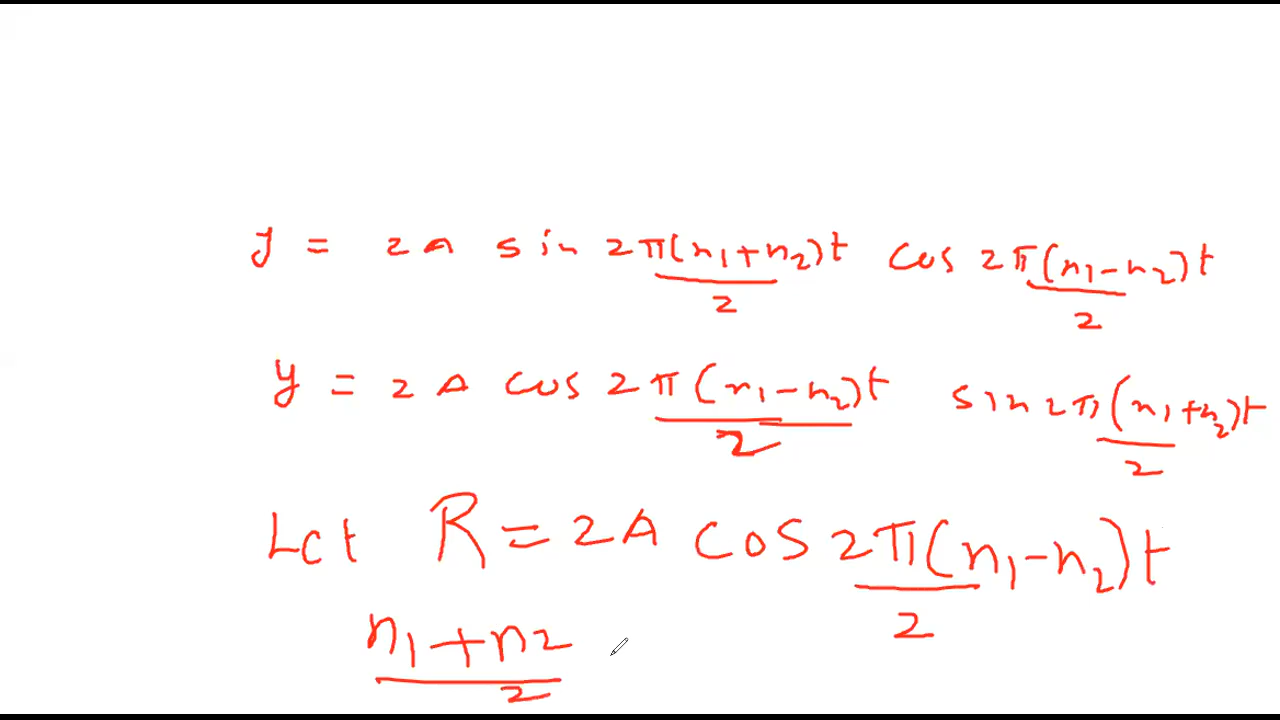 y = 2A sin 2π(n₁+n₂)t/2 cos 2π(n₁-n₂)t/2
y = 2A cos 2π(n₁-n₂)t/2 sin 2π(n₁+n₂)t/2
Let R = 2A cos 2π(n₁-n₂)t/2
n₁+n2/2